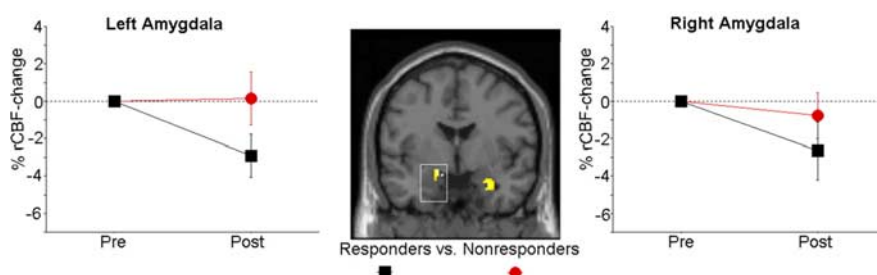 Left Amygdala
% rCBF-change
4
2
0
-2
-4
-6
Pre Post
Responders vs. Nonresponders
Right Amygdala
% rCBF-change
4
2
0
-2
-4
-6
Pre Post